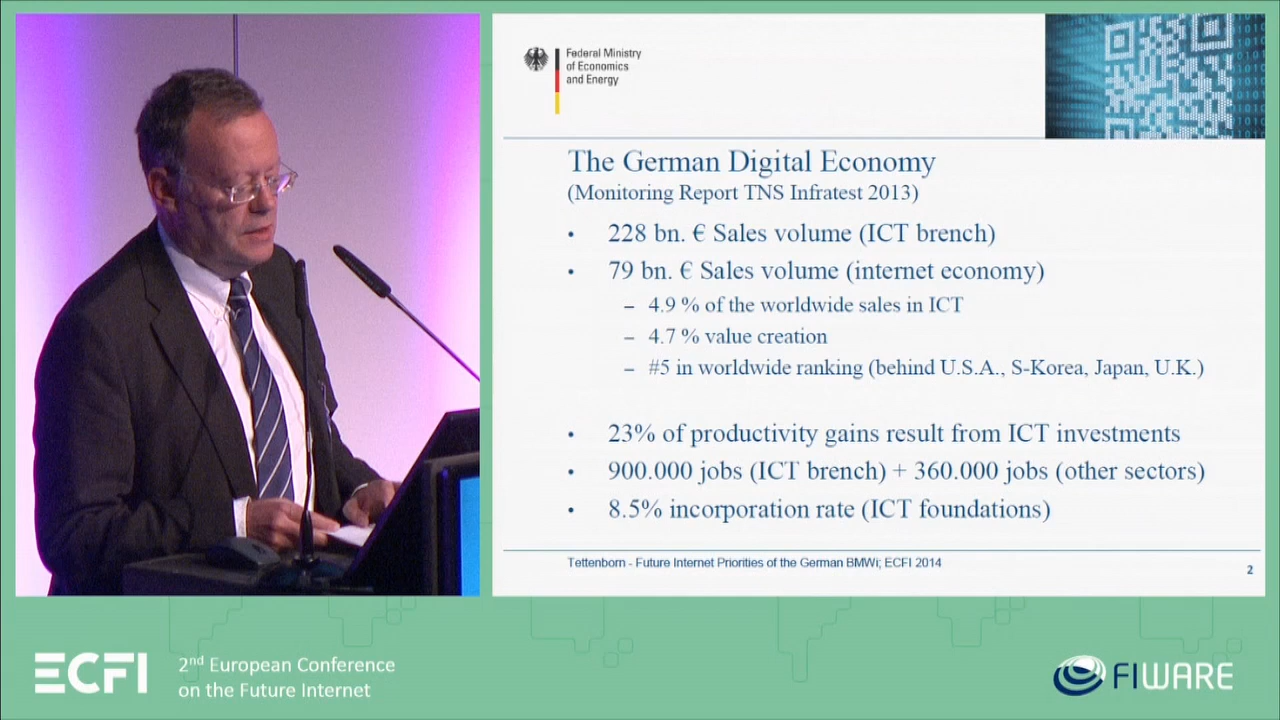 Federal Ministry
of Economics
and Energy
The German Digital Economy
(Monitoring Report TNS Infratest 2013)
• 228 bn. € Sales volume (ICT brench)
• 79 bn. € Sales volume (internet economy)
– 4.9 % of the worldwide sales in ICT
– 4.7 % value creation
– #5 in worldwide ranking (behind U.S.A., S-Korea, Japan, U.K.)
• 23% of productivity gains result from ICT investments
• 900.000 jobs (ICT brench) + 360.000 jobs (other sectors)
• 8.5% incorporation rate (ICT foundations)
Tettenborn - Future Internet Priorities of the German BMWi; ECFI 2014
2
ECFI
2nd European Conference
on the Future Internet
FIWARE